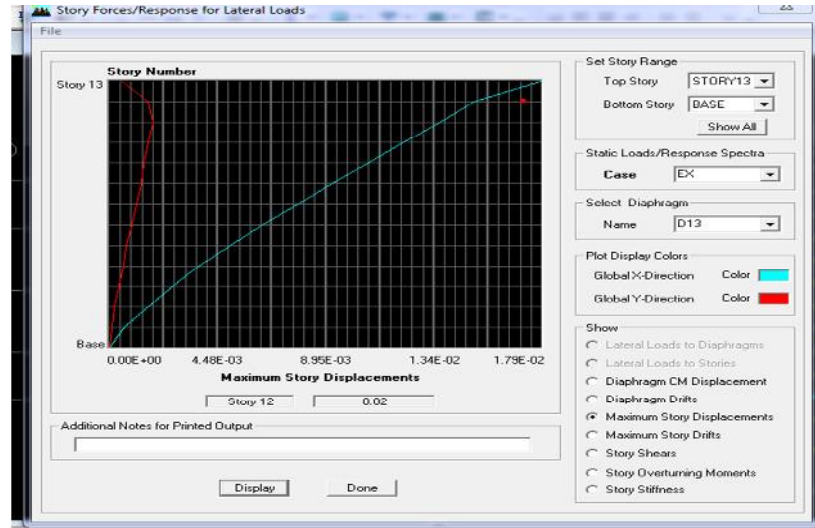 Story Forces/Response for Lateral Loads
File
Story Number
Story 13
Base
0.00E+00 4.48E-03 8.95E-03 1.34E-02 1.79E-02
Maximum Story Displacements
Story 12 0.02
Additional Notes for Printed Output
Display Done
Set Story Range
Top Story STORY13
Bottom Story BASE
Show All
Static Loads/Response Spectra
Case EX
Select Diaphragm
Name D13
Plot Display Colors
Global X-Direction Color
Global Y-Direction Color
Show
Lateral Loads to Diaphragms
Lateral Loads to Stories
Diaphragm CM Displacement
Diaphragm Drifts
Maximum Story Displacements
Maximum Story Drifts
Story Shears
Story Overturning Moments
Story Stiffness